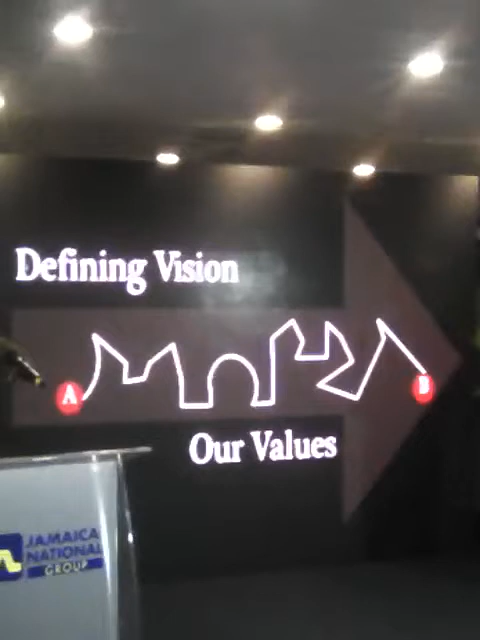 Defining Vision
A
B
Our Values
JAMAICA
NATIONAL
GROUP